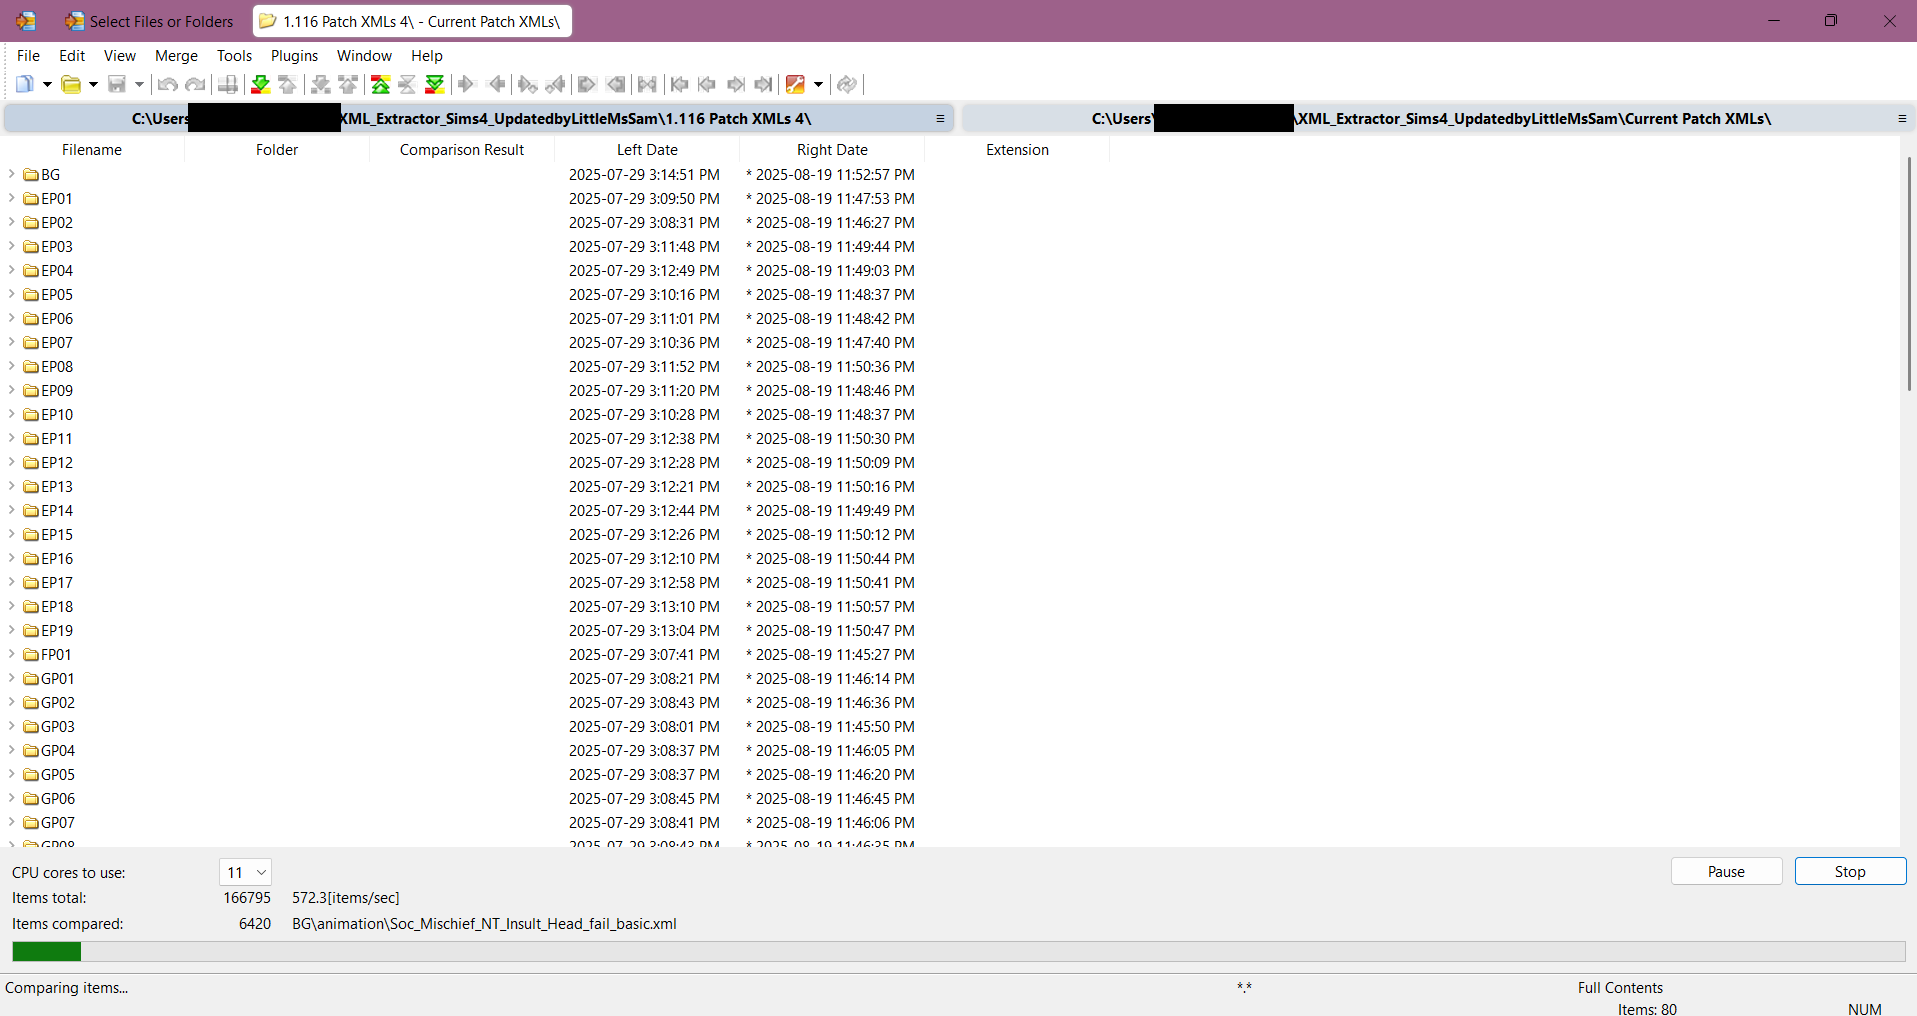 Select Files or Folders
1.116 Patch XMLs 4\ - Current Patch XMLs\
File Edit View Merge Tools Plugins Window Help
C:\Users XML_Extractor_Sims4_UpdatedbyLittleMsSam\1.116 Patch XMLs 4\
C:\Users\ \XML_Extractor_Sims4_UpdatedbyLittleMsSam\Current Patch XMLs\
Filename Folder Comparison Result Left Date Right Date Extension
BG 2025-07-29 3:14:51 PM * 2025-08-19 11:52:57 PM
EP01 2025-07-29 3:09:50 PM * 2025-08-19 11:47:53 PM
EP02 2025-07-29 3:08:31 PM * 2025-08-19 11:46:27 PM
EP03 2025-07-29 3:11:48 PM * 2025-08-19 11:49:44 PM
EP04 2025-07-29 3:12:49 PM * 2025-08-19 11:49:03 PM
EP05 2025-07-29 3:10:16 PM * 2025-08-19 11:48:37 PM
EP06 2025-07-29 3:11:01 PM * 2025-08-19 11:48:42 PM
EP07 2025-07-29 3:10:36 PM * 2025-08-19 11:47:40 PM
EP08 2025-07-29 3:11:52 PM * 2025-08-19 11:50:36 PM
EP09 2025-07-29 3:11:20 PM * 2025-08-19 11:48:46 PM
EP10 2025-07-29 3:10:28 PM * 2025-08-19 11:48:37 PM
EP11 2025-07-29 3:12:38 PM * 2025-08-19 11:50:30 PM
EP12 2025-07-29 3:12:28 PM * 2025-08-19 11:50:09 PM
EP13 2025-07-29 3:12:21 PM * 2025-08-19 11:50:16 PM
EP14 2025-07-29 3:12:44 PM * 2025-08-19 11:49:49 PM
EP15 2025-07-29 3:12:26 PM * 2025-08-19 11:50:12 PM
EP16 2025-07-29 3:12:10 PM * 2025-08-19 11:50:44 PM
EP17 2025-07-29 3:12:58 PM * 2025-08-19 11:50:41 PM
EP18 2025-07-29 3:13:10 PM * 2025-08-19 11:50:57 PM
EP19 2025-07-29 3:13:04 PM * 2025-08-19 11:50:47 PM
FP01 2025-07-29 3:07:41 PM * 2025-08-19 11:45:27 PM
GP01 2025-07-29 3:08:21 PM * 2025-08-19 11:46:14 PM
GP02 2025-07-29 3:08:43 PM * 2025-08-19 11:46:36 PM
GP03 2025-07-29 3:08:01 PM * 2025-08-19 11:45:50 PM
GP04 2025-07-29 3:08:37 PM * 2025-08-19 11:46:05 PM
GP05 2025-07-29 3:08:37 PM * 2025-08-19 11:46:20 PM
GP06 2025-07-29 3:08:45 PM * 2025-08-19 11:46:45 PM
GP07 2025-07-29 3:08:41 PM * 2025-08-19 11:46:06 PM
GP08 2025-07-29 3:08:43 PM * 2025-08-19 11:46:35 PM
CPU cores to use: 11 Pause Stop
Items total: 166795 572.3[items/sec]
Items compared: 6420 BG\animation\Soc_Mischief_NT_Insult_Head_fail_basic.xml
Comparing items... *.* Full Contents
Items: 80 NUM